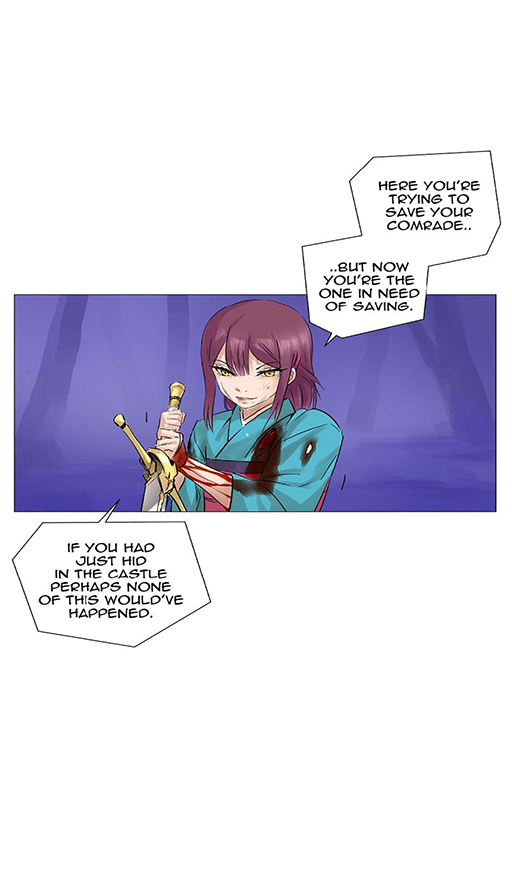 HERE YOU'RE
TRYING TO
SAVE YOUR
COMRADE..
..BUT NOW
YOU'RE THE
ONE IN NEED
OF SAVING.
IF YOU HAD
JUST HID
IN THE CASTLE
PERHAPS NONE
OF THIS WOULD'VE
HAPPENED.